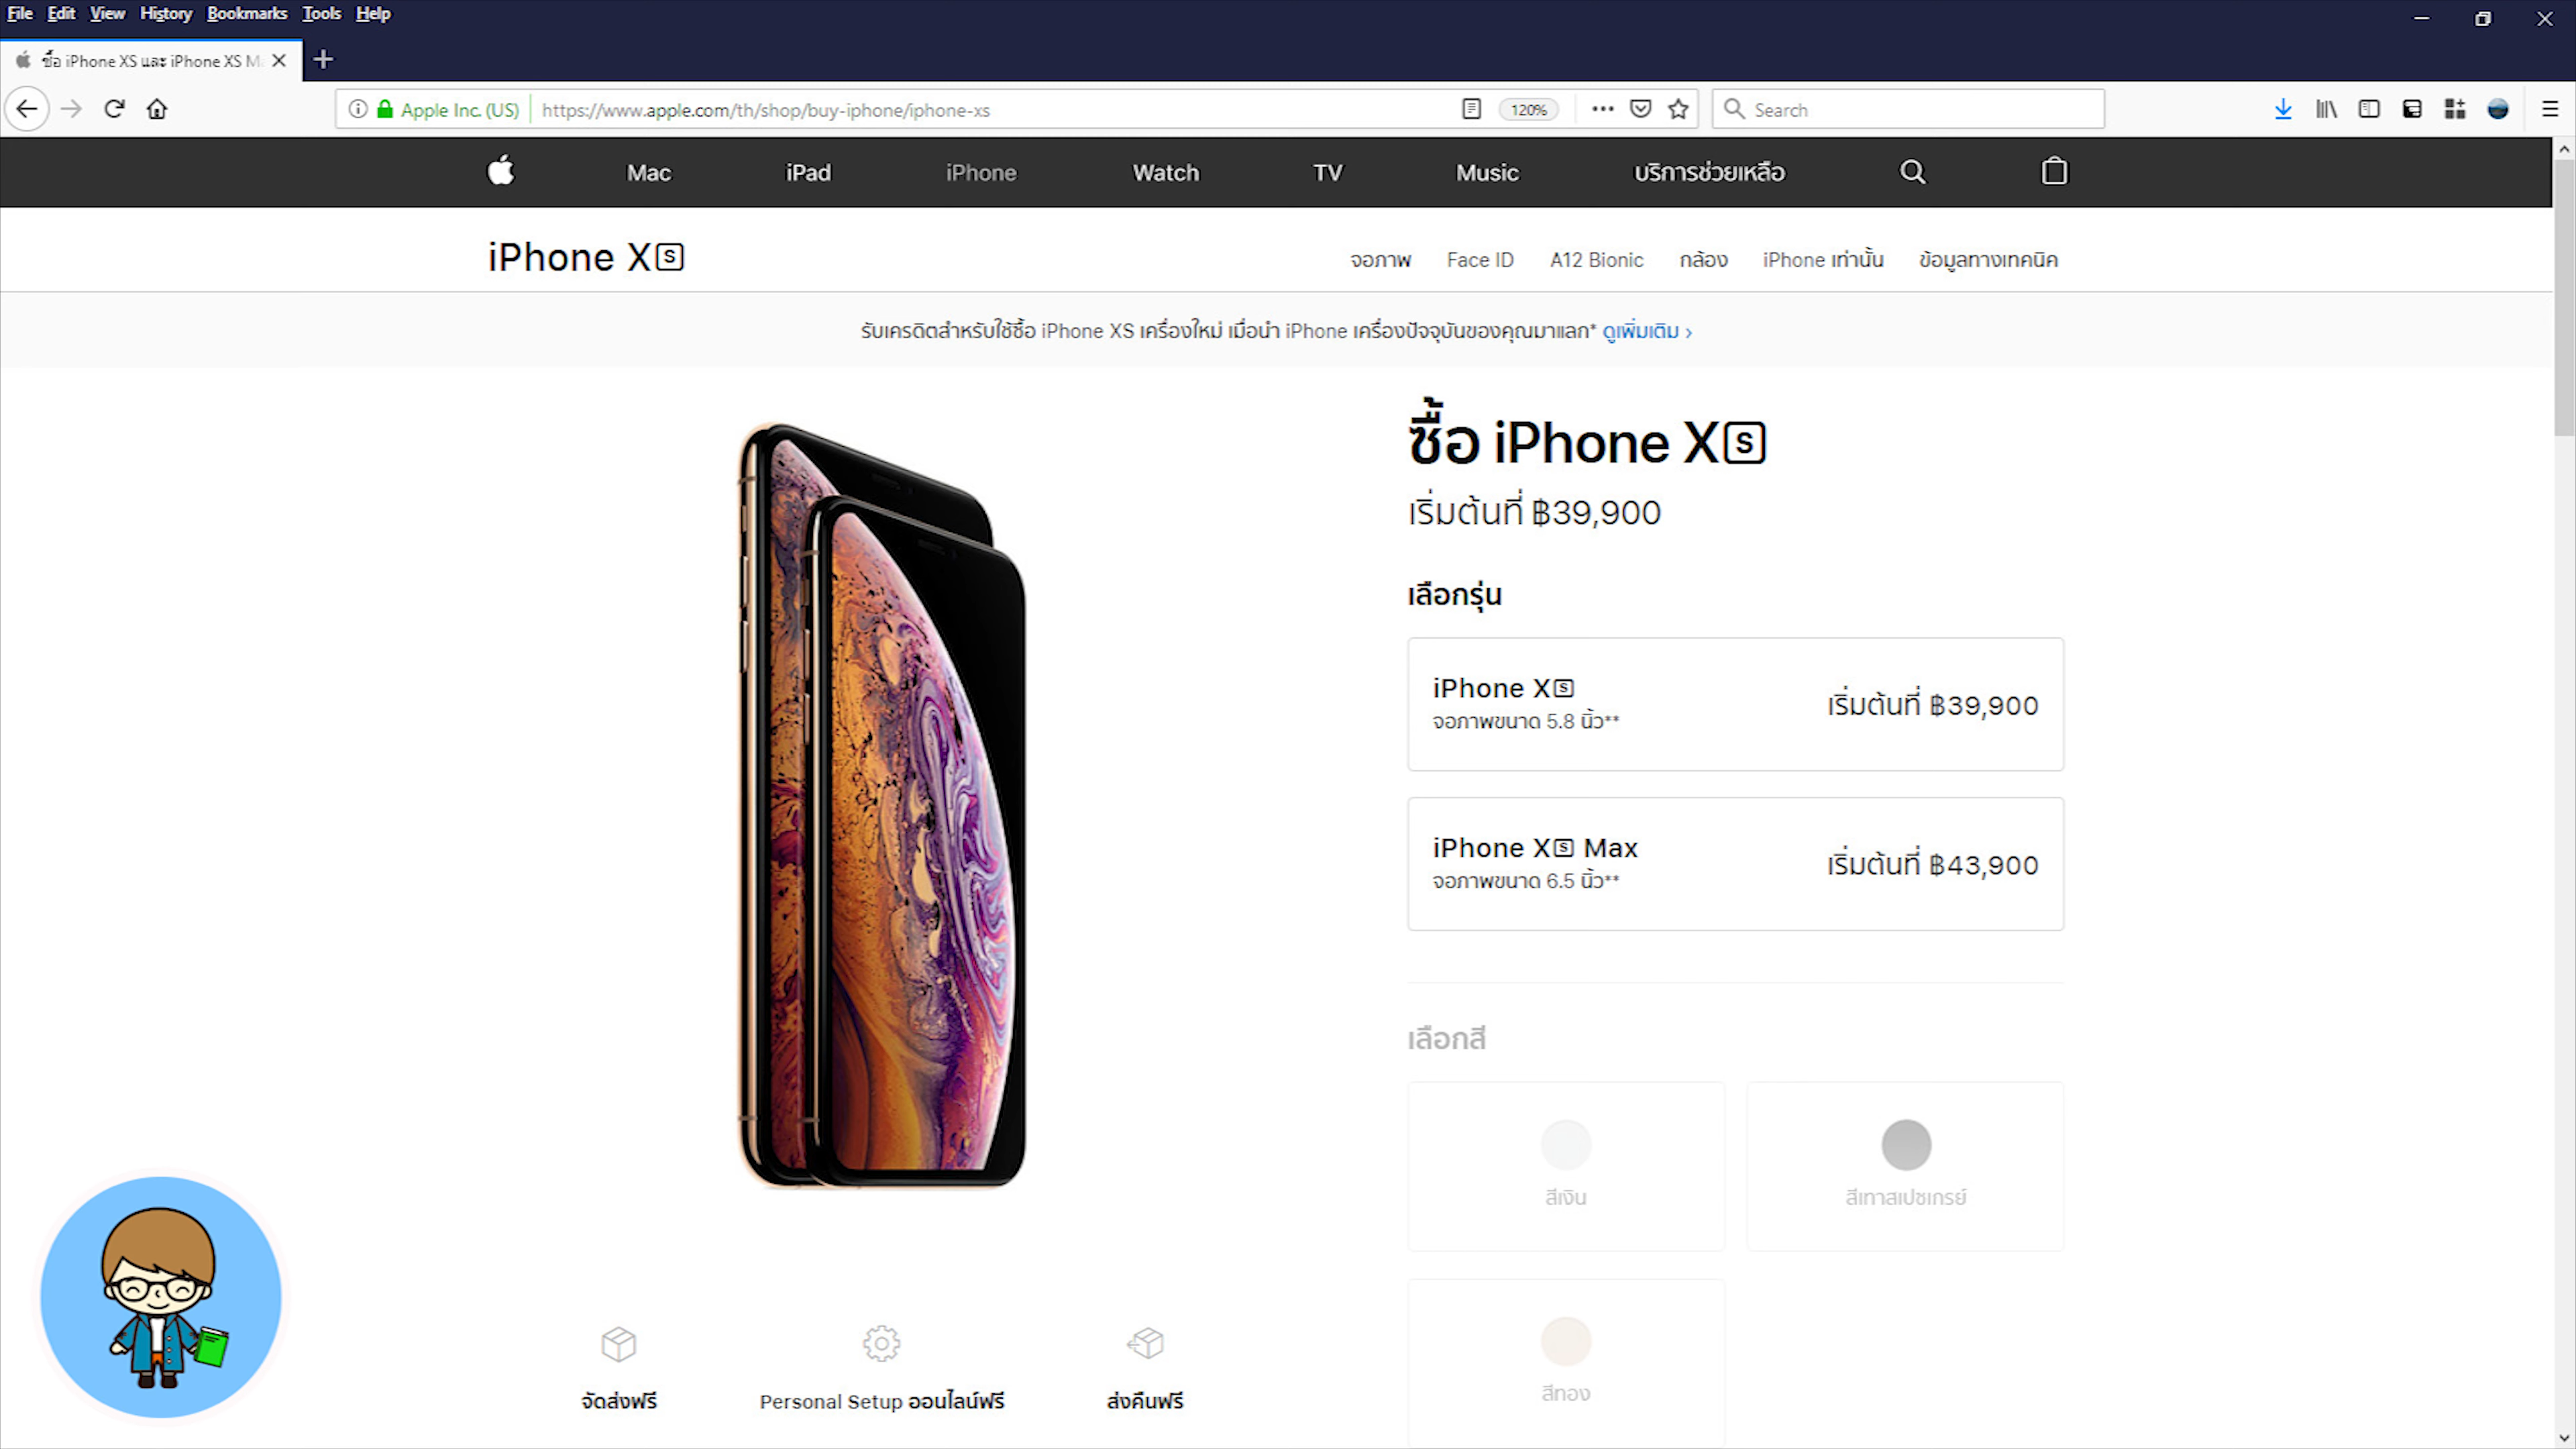 File Edit View History Bookmarks Tools Help
ซื้อ iPhone XS และ iPhone XS M
Apple Inc. (US) https://www.apple.com/th/shop/buy-iphone/iphone-xs 120% Search
Mac iPad iPhone Watch TV Music บริการช่วยเหลือ
iPhone XS
จอภาพ Face ID A12 Bionic กล้อง iPhone เท่านั้น ข้อมูลทางเทคนิค
รับเครดิตสำหรับใช้ซื้อ iPhone XS เครื่องใหม่ เมื่อนำ iPhone เครื่องปัจจุบันของคุณมาแลก* ดูเพิ่มเติม ›
ซื้อ iPhone XS
เริ่มต้นที่ ฿39,900
เลือกรุ่น
iPhone XS
จอภาพขนาด 5.8 นิ้ว**
เริ่มต้นที่ ฿39,900
iPhone XS Max
จอภาพขนาด 6.5 นิ้ว**
เริ่มต้นที่ ฿43,900
เลือกสี
สีเงิน
สีเทาสเปซเกรย์
สีทอง
จัดส่งฟรี
Personal Setup ออนไลน์ฟรี
ส่งคืนฟรี